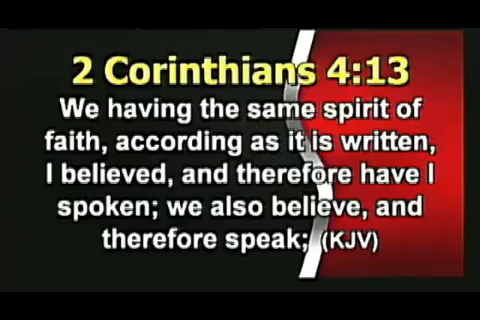 2 Corinthians 4:13
We having the same spirit of
faith, according as it is written,
I believed, and therefore have I
spoken; we also believe, and
therefore speak; (KJV)